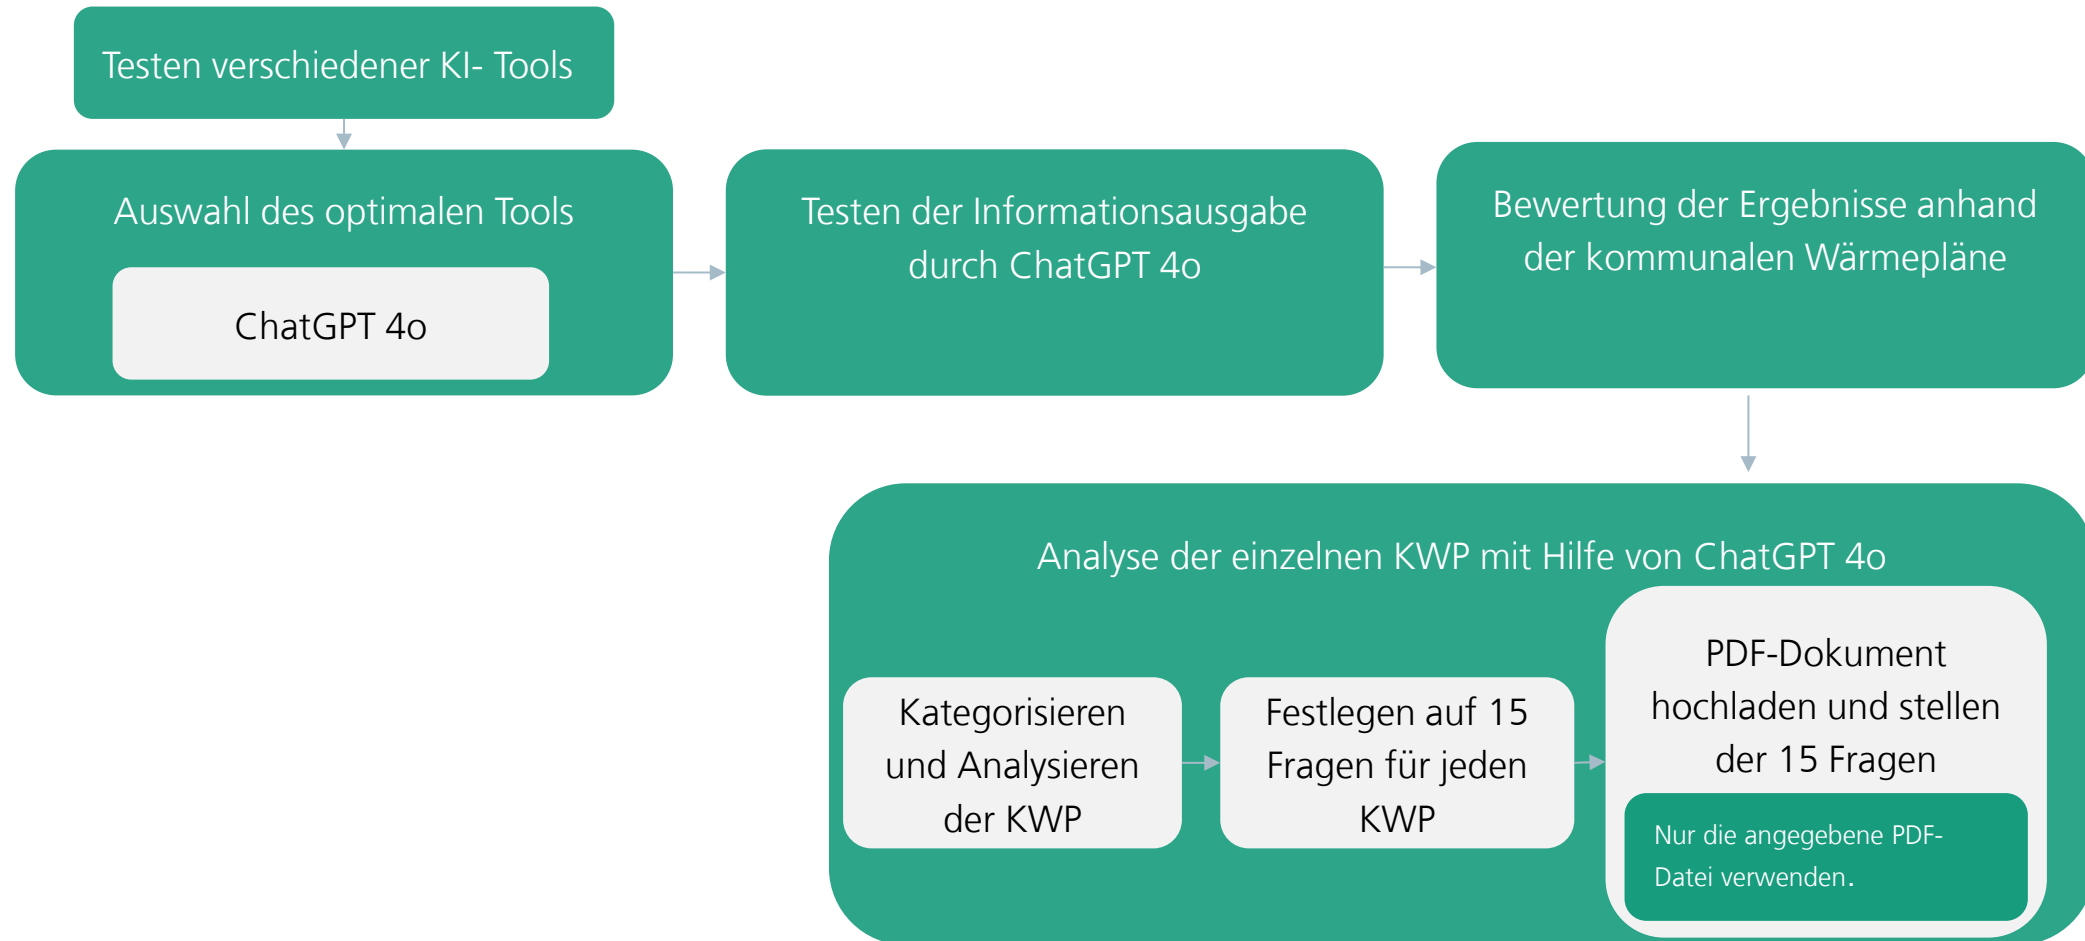 Testen verschiedener KI- Tools
Auswahl des optimalen Tools
ChatGPT 4o
Testen der Informationsausgabe
durch ChatGPT 4o
Bewertung der Ergebnisse anhand
der kommunalen Wärmepläne
Analyse der einzelnen KWP mit Hilfe von ChatGPT 4o
Kategorisieren
und Analysieren
der KWP
Festlegen auf 15
Fragen für jeden
KWP
PDF-Dokument
hochladen und stellen
der 15 Fragen
Nur die angegebene PDF-
Datei verwenden.